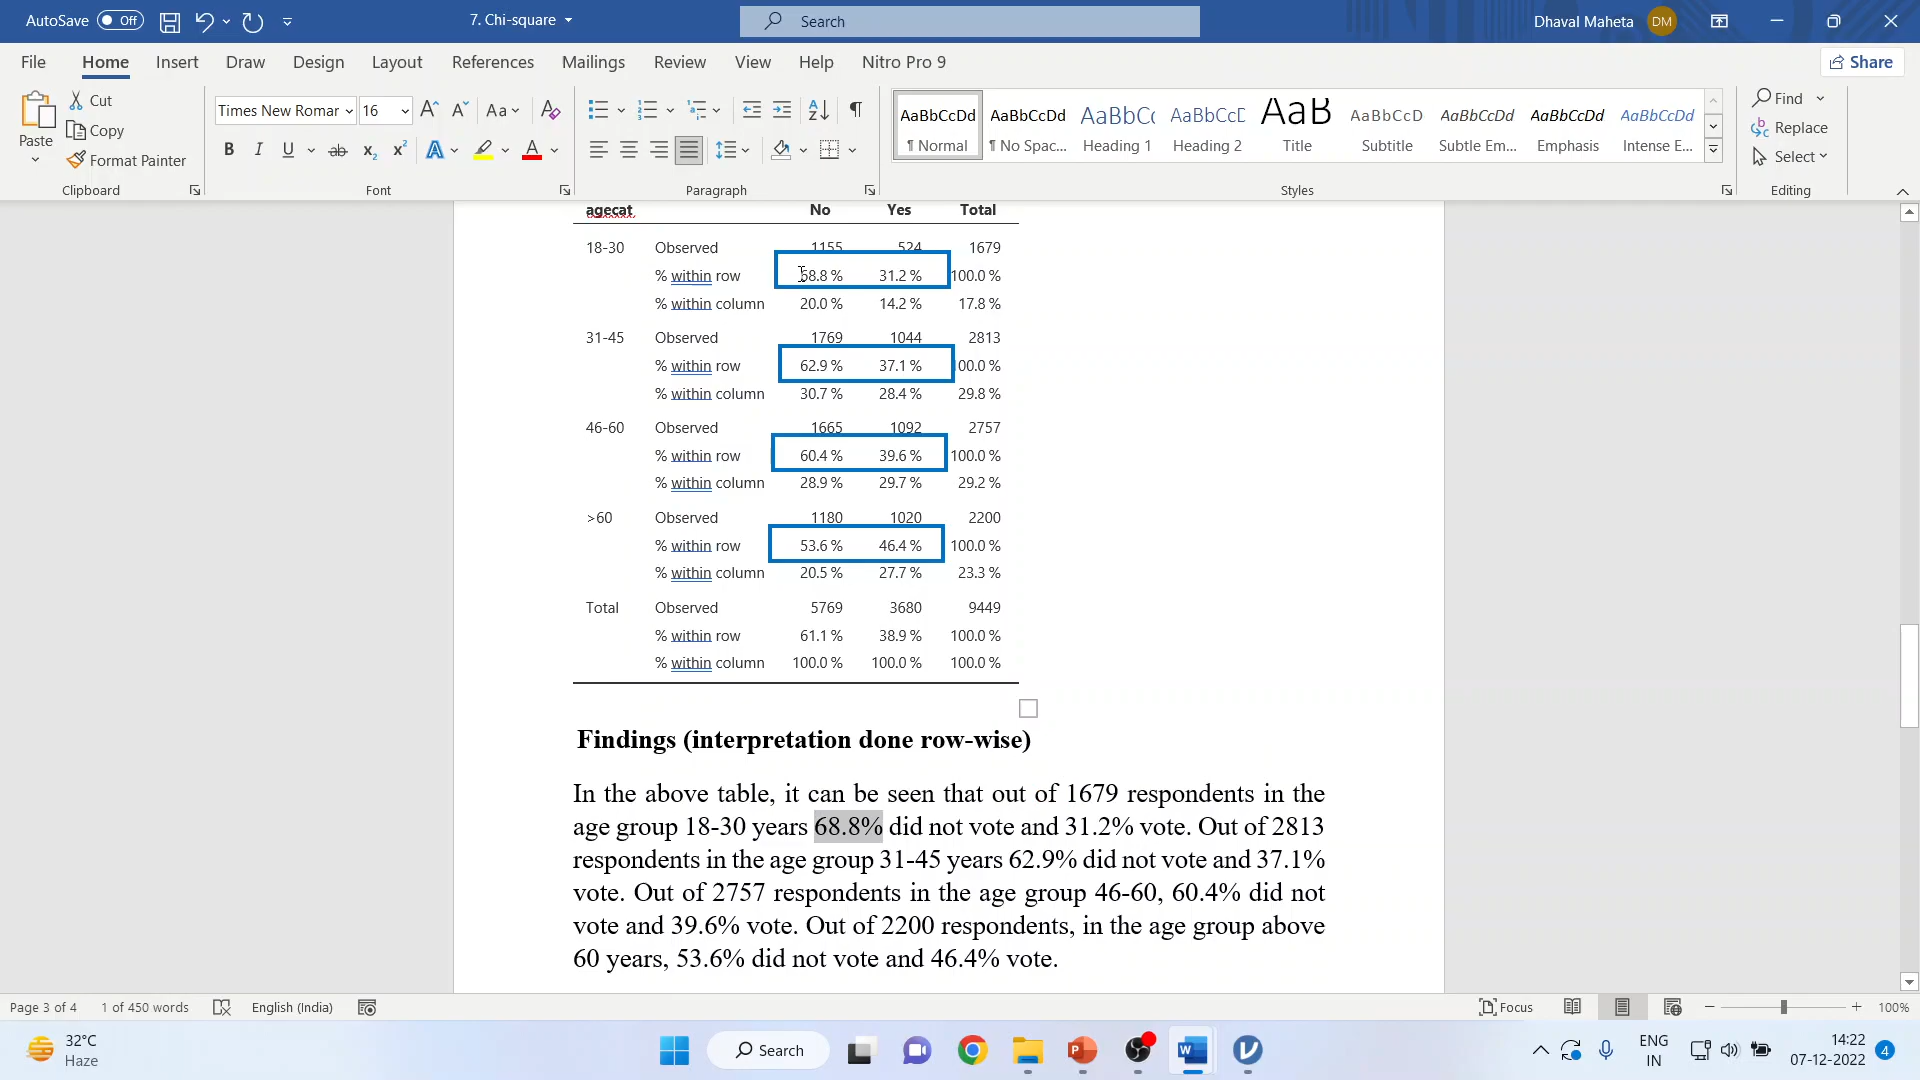 AutoSave Off 7. Chi-square Search Dhaval Maheta DM
File Home Insert Draw Design Layout References Mailings Review View Help Nitro Pro 9 Share
Paste Cut Copy Format Painter
Times New Romar 16 A A Aa A
B I U ab x₂ x² A A
AaBbCcDd AaBbCcDd AaBbCc AaBbCcD AaB AaBbCcD AaBbCcDd AaBbCcDd AaBbCcDd
¶ Normal ¶ No Spac... Heading 1 Heading 2 Title Subtitle Subtle Em... Emphasis Intense E...
Find
Replace
Select
Clipboard Font Paragraph Styles Editing
agecat No Yes Total
18-30 Observed 1155 524 1679
% within row 68.8 % 31.2 % 100.0 %
% within column 20.0 % 14.2 % 17.8 %
31-45 Observed 1769 1044 2813
% within row 62.9 % 37.1 % 100.0 %
% within column 30.7 % 28.4 % 29.8 %
46-60 Observed 1665 1092 2757
% within row 60.4 % 39.6 % 100.0 %
% within column 28.9 % 29.7 % 29.2 %
>60 Observed 1180 1020 2200
% within row 53.6 % 46.4 % 100.0 %
% within column 20.5 % 27.7 % 23.3 %
Total Observed 5769 3680 9449
% within row 61.1 % 38.9 % 100.0 %
% within column 100.0 % 100.0 % 100.0 %
Findings (interpretation done row-wise)
In the above table, it can be seen that out of 1679 respondents in the
age group 18-30 years 68.8% did not vote and 31.2% vote. Out of 2813
respondents in the age group 31-45 years 62.9% did not vote and 37.1%
vote. Out of 2757 respondents in the age group 46-60, 60.4% did not
vote and 39.6% vote. Out of 2200 respondents, in the age group above
60 years, 53.6% did not vote and 46.4% vote.
Page 3 of 4 1 of 450 words English (India) Focus 100%
32°C
Haze
Search
ENG
IN
14:22
07-12-2022
4